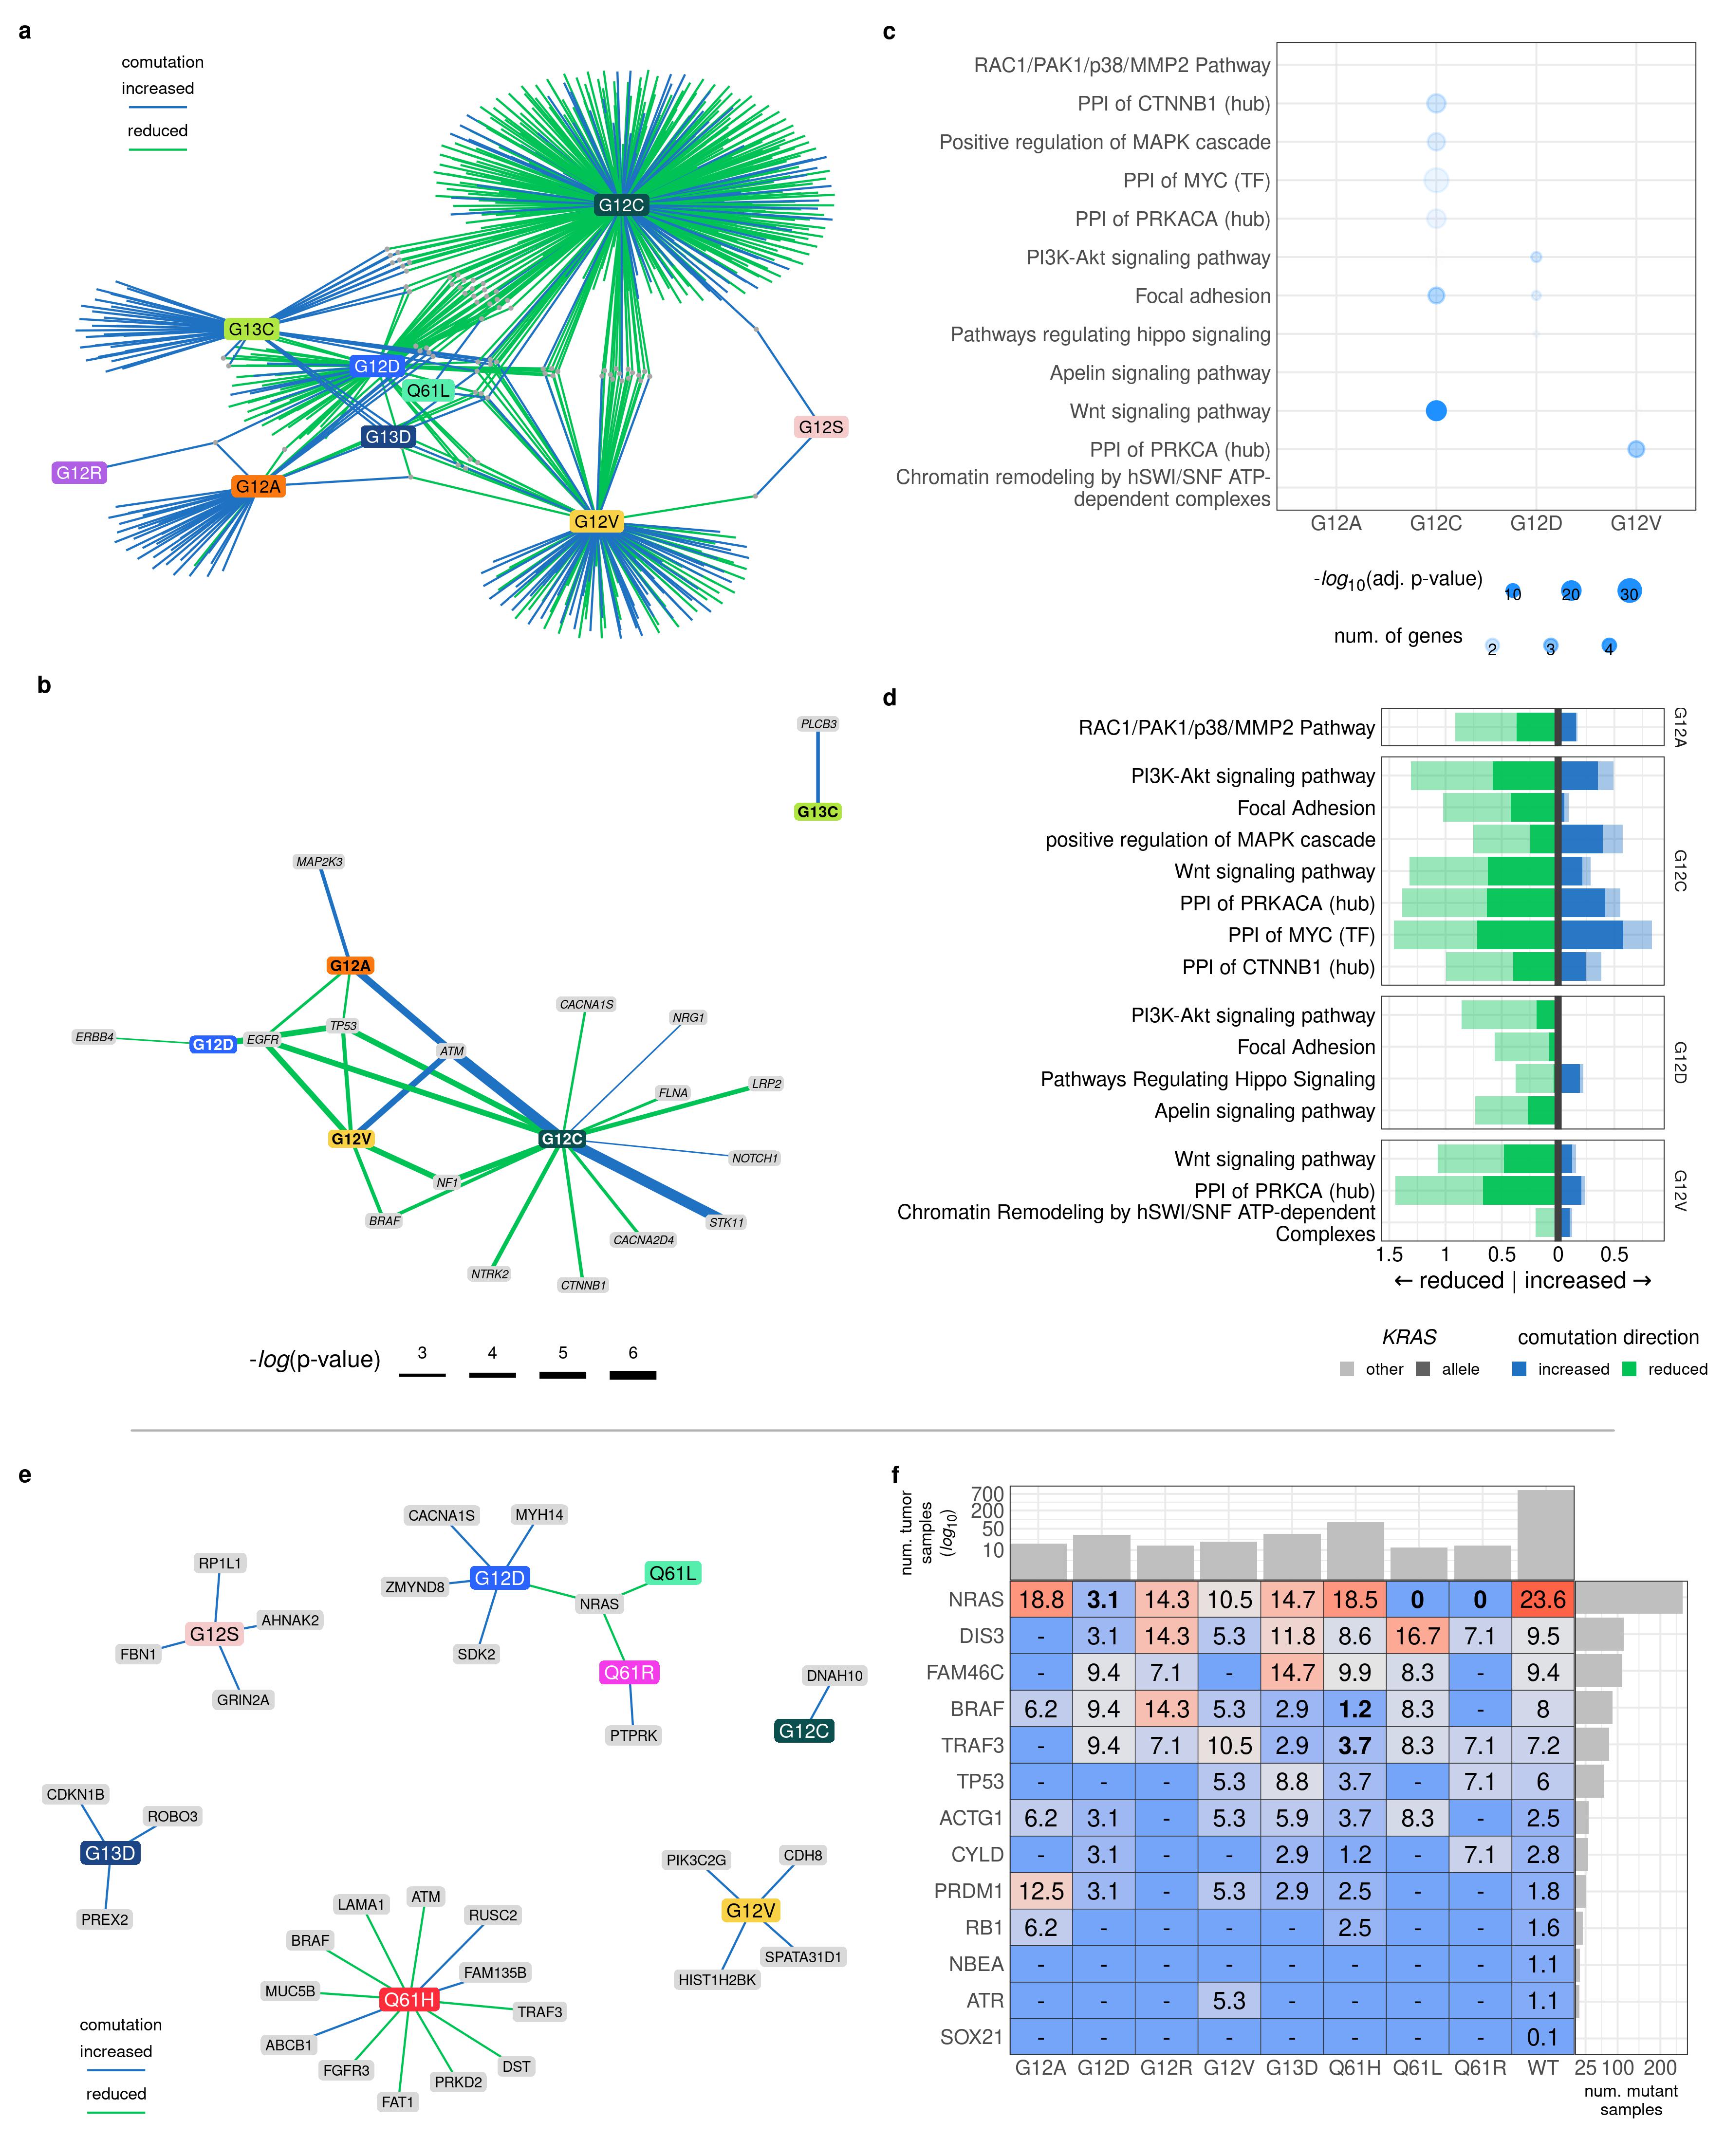 a
comutation
increased
reduced
G12C
G13C
G12D
Q61L
G13D
G12S
G12R
G12A
G12V
c
RAC1/PAK1/p38/MMP2 Pathway
PPI of CTNNB1 (hub)
Positive regulation of MAPK cascade
PPI of MYC (TF)
PPI of PRKACA (hub)
PI3K-Akt signaling pathway
Focal adhesion
Pathways regulating hippo signaling
Apelin signaling pathway
Wnt signaling pathway
PPI of PRKCA (hub)
Chromatin remodeling by hSWI/SNF ATP-
dependent complexes
G12A G12C G12D G12V
-log10(adj. p-value) 10 20 30
num. of genes 2 3 4
b
PLCB3
G13C
MAP2K3
G12A
CACNA1S
NRG1
ERBB4
G12D
EGFR
TP53
ATM
FLNA
LRP2
G12V
G12C
NOTCH1
NF1
BRAF
STK11
CACNA2D4
NTRK2
CTNNB1
-log(p-value) 3 4 5 6
d
RAC1/PAK1/p38/MMP2 Pathway
G12A
PI3K-Akt signaling pathway
Focal Adhesion
positive regulation of MAPK cascade
Wnt signaling pathway
PPI of PRKACA (hub)
PPI of MYC (TF)
PPI of CTNNB1 (hub)
G12C
PI3K-Akt signaling pathway
Focal Adhesion
Pathways Regulating Hippo Signaling
Apelin signaling pathway
G12D
Wnt signaling pathway
PPI of PRKCA (hub)
Chromatin Remodeling by hSWI/SNF ATP-dependent
Complexes
G12V
1.5 1 0.5 0 0.5
← reduced | increased →
KRAS comutation direction
other allele increased reduced
e
CACNA1S
MYH14
RP1L1
ZMYND8
G12D
Q61L
NRAS
AHNAK2
G12S
FBN1
SDK2
Q61R
GRIN2A
DNAH10
PTPRK
G12C
CDKN1B
ROBO3
G13D
PREX2
PIK3C2G
CDH8
G12V
SPATA31D1
HIST1H2BK
LAMA1
ATM
RUSC2
BRAF
FAM135B
MUC5B
Q61H
TRAF3
ABCB1
FGFR3
DST
PRKD2
FAT1
comutation
increased
reduced
f
num. tumor
samples
(log10)
700
200
50
10
NRAS 18.8 3.1 14.3 10.5 14.7 18.5 0 0 23.6
DIS3 - 3.1 14.3 5.3 11.8 8.6 16.7 7.1 9.5
FAM46C - 9.4 7.1 - 14.7 9.9 8.3 - 9.4
BRAF 6.2 9.4 14.3 5.3 2.9 1.2 8.3 - 8
TRAF3 - 9.4 7.1 10.5 2.9 3.7 8.3 7.1 7.2
TP53 - - - 5.3 8.8 3.7 - 7.1 6
ACTG1 6.2 3.1 - 5.3 5.9 3.7 8.3 - 2.5
CYLD - 3.1 - - 2.9 1.2 - 7.1 2.8
PRDM1 12.5 3.1 - 5.3 2.9 2.5 - - 1.8
RB1 6.2 - - - - 2.5 - - 1.6
NBEA - - - - - - - - 1.1
ATR - - - 5.3 - - - - 1.1
SOX21 - - - - - - - - 0.1
G12A G12D G12R G12V G13D Q61H Q61L Q61R WT
25 100 200
num. mutant
samples